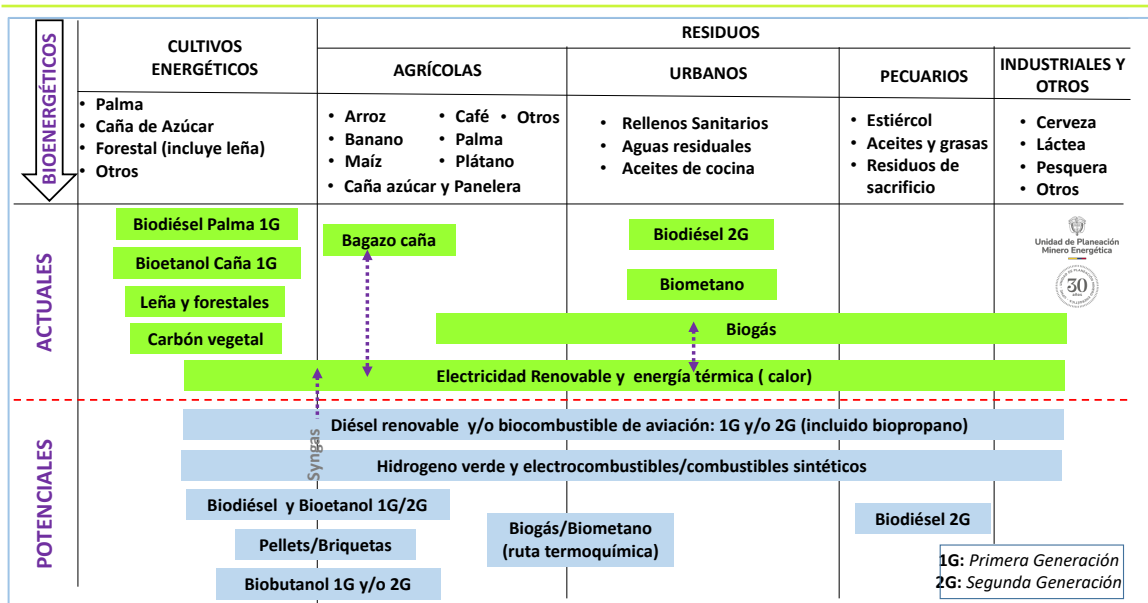 BIOENERGÉTICOS
CULTIVOS
ENERGÉTICOS
RESIDUOS
AGRÍCOLAS
URBANOS
PECUARIOS
INDUSTRIALES Y
OTROS
• Palma
• Caña de Azúcar
• Forestal (incluye leña)
• Otros
• Arroz
• Banano
• Maíz
• Café
• Otros
• Palma
• Plátano
• Caña azúcar y Panelera
• Rellenos Sanitarios
• Aguas residuales
• Aceites de cocina
• Estiércol
• Aceites y grasas
• Residuos de
sacrificio
• Cerveza
• Láctea
• Pesquera
• Otros
ACTUALES
Biodiésel Palma 1G
Bioetanol Caña 1G
Leña y forestales
Carbón vegetal
Bagazo caña
Biodiésel 2G
Biometano
Biogás
Electricidad Renovable y energía térmica ( calor)
Unidad de Planeación
Minero Energética
30
años
POTENCIALES
Syngas
Diésel renovable y/o biocombustible de aviación: 1G y/o 2G (incluido biopropano)
Hidrogeno verde y electrocombustibles/combustibles sintéticos
Biodiésel y Bioetanol 1G/2G
Pellets/Briquetas
Biobutanol 1G y/o 2G
Biogás/Biometano
(ruta termoquímica)
Biodiésel 2G
1G: Primera Generación
2G: Segunda Generación